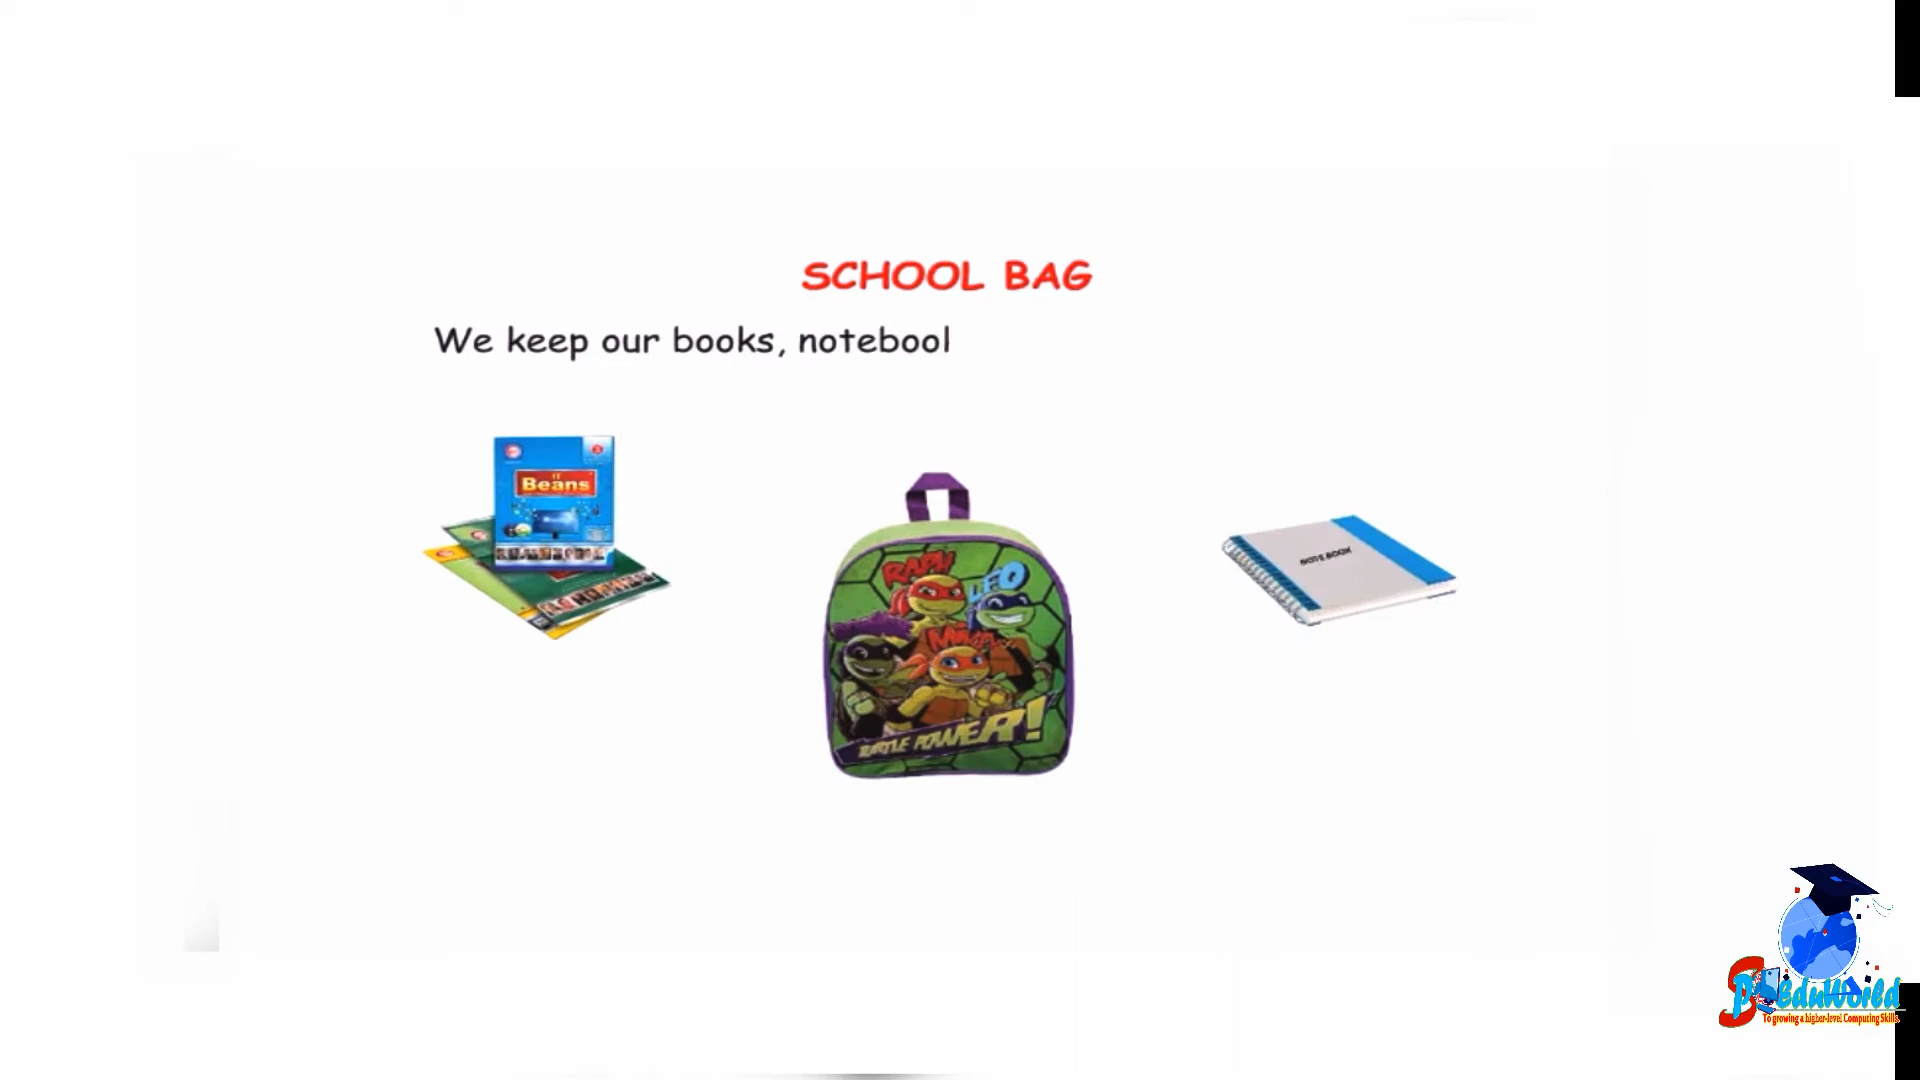 SCHOOL BAG
We keep our books, notebool
IT
Beans
NOTE BOOK
RAPH
LEO
TURTLE POWER!
EduWorld
To growing a higher-level Computing Skills.